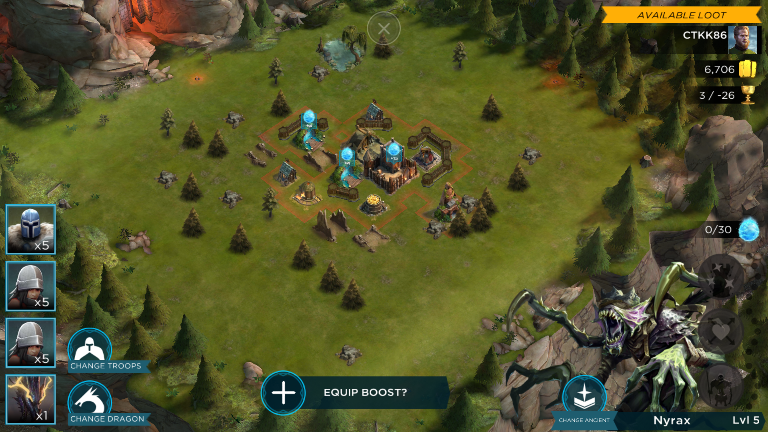 AVAILABLE LOOT
CTKK86
6,706
3 / -26
x5
0/30
x5
x5
CHANGE TROOPS
x1
CHANGE DRAGON
EQUIP BOOST?
CHANGE ANCIENT
Nyrax Lvl 5